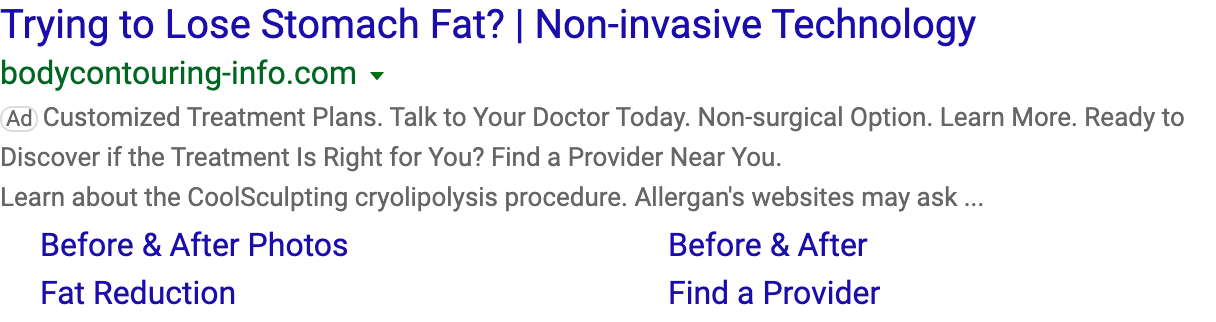 Trying to Lose Stomach Fat? | Non-invasive Technology
bodycontouring-info.com
Ad Customized Treatment Plans. Talk to Your Doctor Today. Non-surgical Option. Learn More. Ready to
Discover if the Treatment Is Right for You? Find a Provider Near You.
Learn about the CoolSculpting cryolipolysis procedure. Allergan's websites may ask ...
Before & After Photos
Before & After
Fat Reduction
Find a Provider